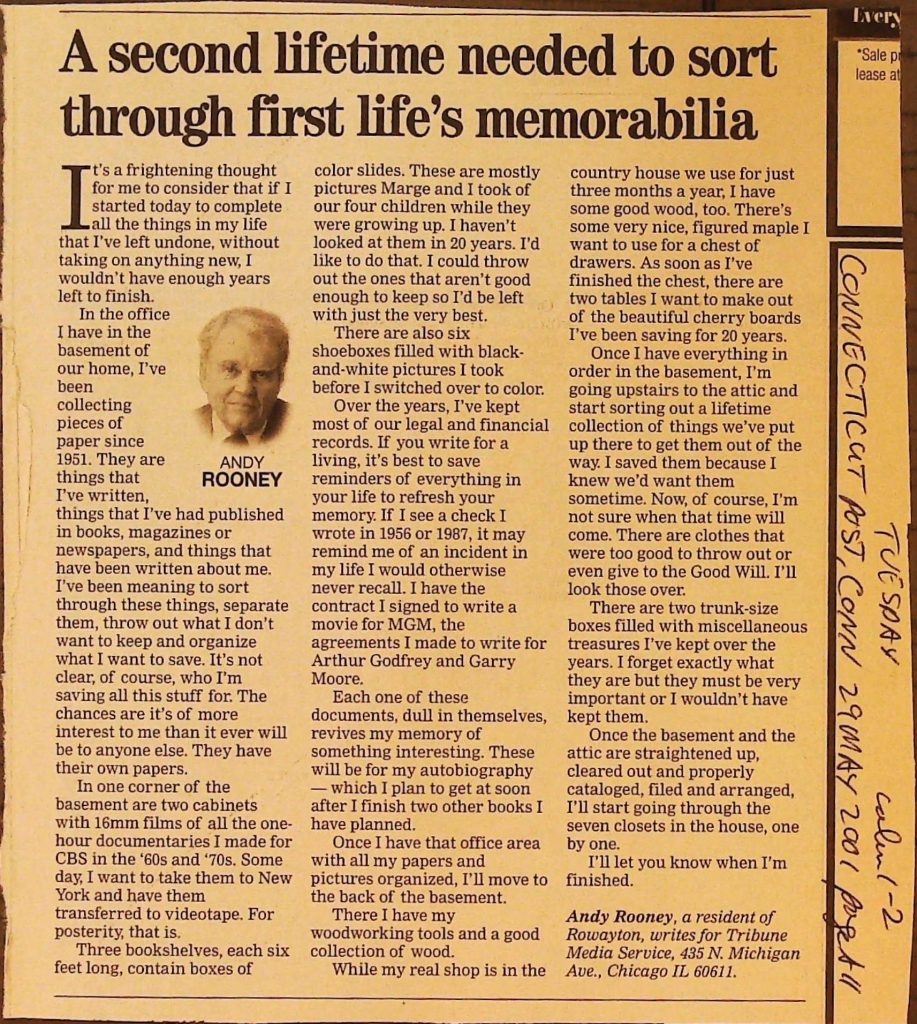 A second lifetime needed to sort
through first life's memorabilia
It's a frightening thought
for me to consider that if I
started today to complete
all the things in my life
that I've left undone, without
taking on anything new, I
wouldn't have enough years
left to finish.
In the office
I have in the
basement of
our home, I've
been
collecting
pieces of
paper since
1951. They are
things that
I've written,
things that I've had published
in books, magazines or
newspapers, and things that
have been written about me.
I've been meaning to sort
through these things, separate
them, throw out what I don't
want to keep and organize
what I want to save. It's not
clear, of course, who I'm
saving all this stuff for. The
chances are it's of more
interest to me than it ever will
be to anyone else. They have
their own papers.
In one corner of the
basement are two cabinets
with 16mm films of all the one-
hour documentaries I made for
CBS in the ‘60s and ‘70s. Some
day, I want to take them to New
York and have them
transferred to videotape. For
posterity, that is.
Three bookshelves, each six
feet long, contain boxes of
ANDY
ROONEY
color slides. These are mostly
pictures Marge and I took of
our four children while they
were growing up. I haven't
looked at them in 20 years. I'd
like to do that. I could throw
out the ones that aren't good
enough to keep so I'd be left
with just the very best.
There are also six
shoeboxes filled with black-
and-white pictures I took
before I switched over to color.
Over the years, I've kept
most of our legal and financial
records. If you write for a
living, it's best to save
reminders of everything in
your life to refresh your
memory. If I see a check I
wrote in 1956 or 1987, it may
remind me of an incident in
my life I would otherwise
never recall. I have the
contract I signed to write a
movie for MGM, the
agreements I made to write for
Arthur Godfrey and Garry
Moore.
Each one of these
documents, dull in themselves,
revives my memory of
something interesting. These
will be for my autobiography
— which I plan to get at soon
after I finish two other books I
have planned.
Once I have that office area
with all my papers and
pictures organized, I'll move to
the back of the basement.
There I have my
woodworking tools and a good
collection of wood.
While my real shop is in the
country house we use for just
three months a year, I have
some good wood, too. There's
some very nice, figured maple I
want to use for a chest of
drawers. As soon as I've
finished the chest, there are
two tables I want to make out
of the beautiful cherry boards
I've been saving for 20 years.
Once I have everything in
order in the basement, I'm
going upstairs to the attic and
start sorting out a lifetime
collection of things we've put
up there to get them out of the
way. I saved them because I
knew we'd want them
sometime. Now, of course, I'm
not sure when that time will
come. There are clothes that
were too good to throw out or
even give to the Good Will. I'll
look those over.
There are two trunk-size
boxes filled with miscellaneous
treasures I've kept over the
years. I forget exactly what
they are but they must be very
important or I wouldn't have
kept them.
Once the basement and the
attic are straightened up,
cleared out and properly
cataloged, filed and arranged,
I'll start going through the
seven closets in the house, one
by one.
I'll let you know when I'm
finished.
Andy Rooney, a resident of
Rowayton, writes for Tribune
Media Service, 435 N. Michigan
Ave., Chicago IL 60611.
Every
*Sale p
lease at
TUESDAY
CONNECTICUT POST, CONN 29 MAY 2001 page A11